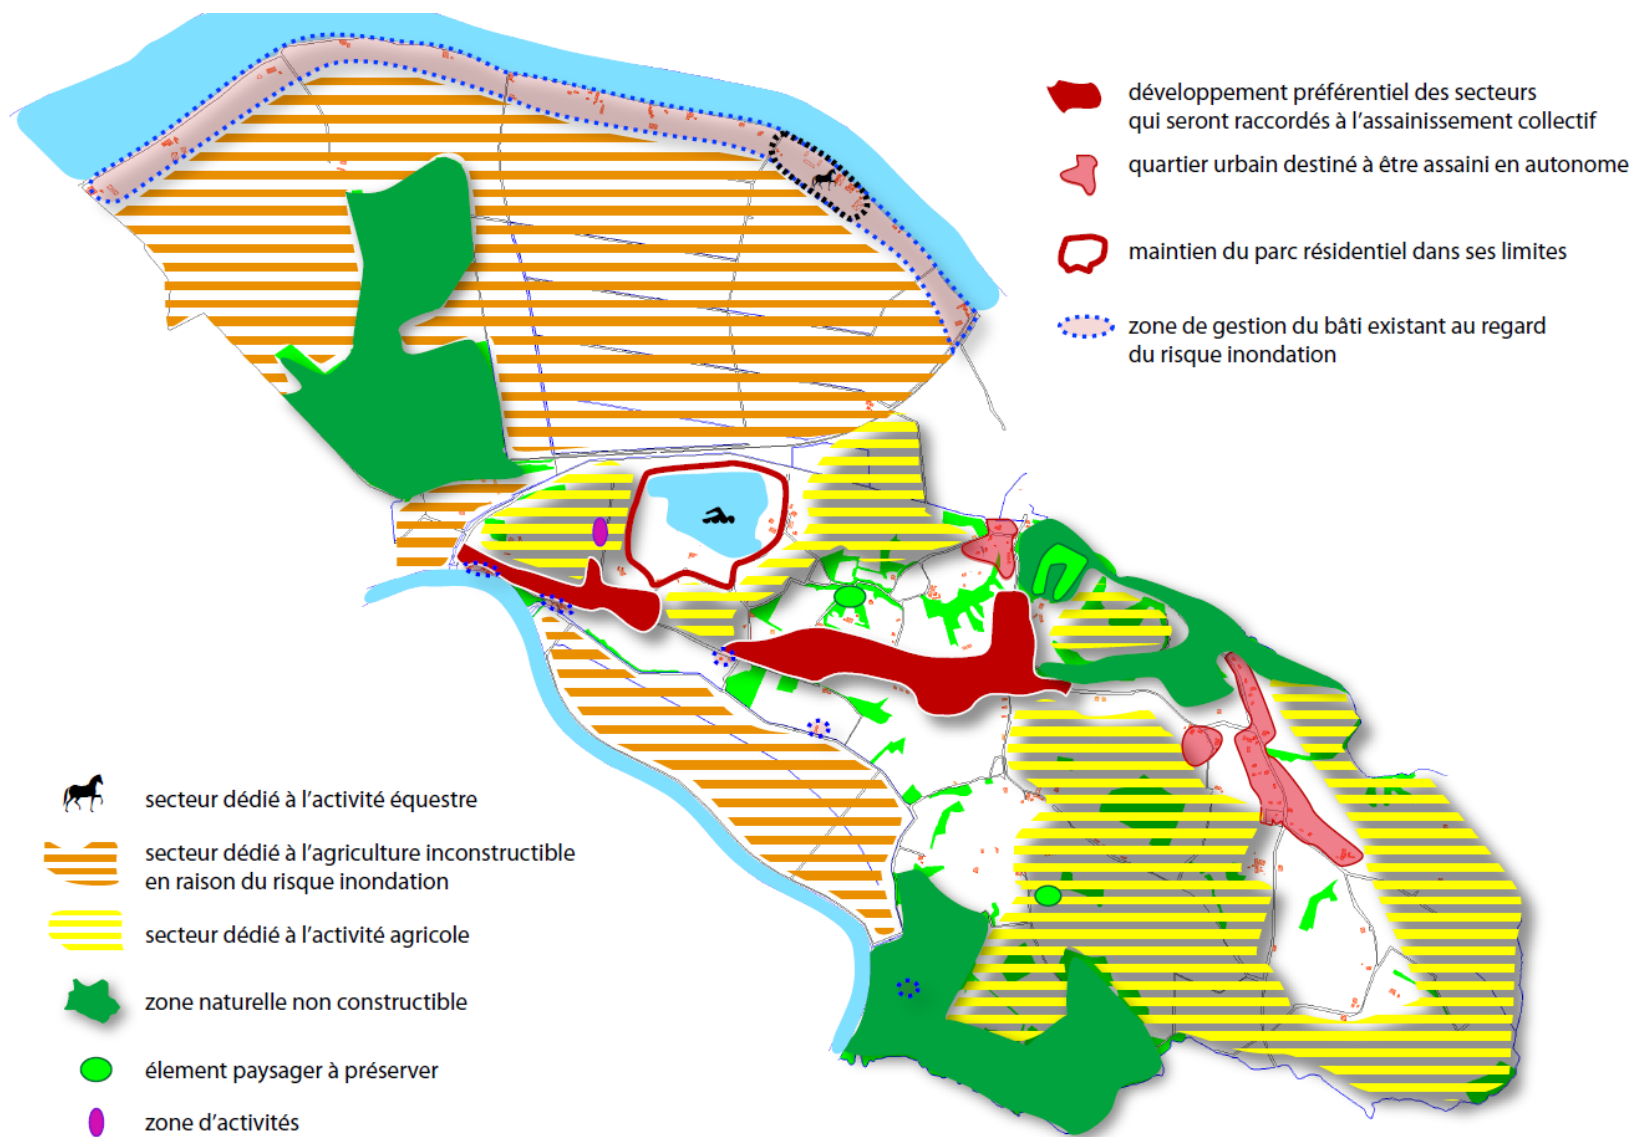 développement préférentiel des secteurs
qui seront raccordés à l'assainissement collectif
quartier urbain destiné à être assaini en autonome
maintien du parc résidentiel dans ses limites
zone de gestion du bâti existant au regard
du risque inondation
secteur dédié à l'activité équestre
secteur dédié à l'agriculture inconstructible
en raison du risque inondation
secteur dédié à l'activité agricole
zone naturelle non constructible
élement paysager à préserver
zone d'activités